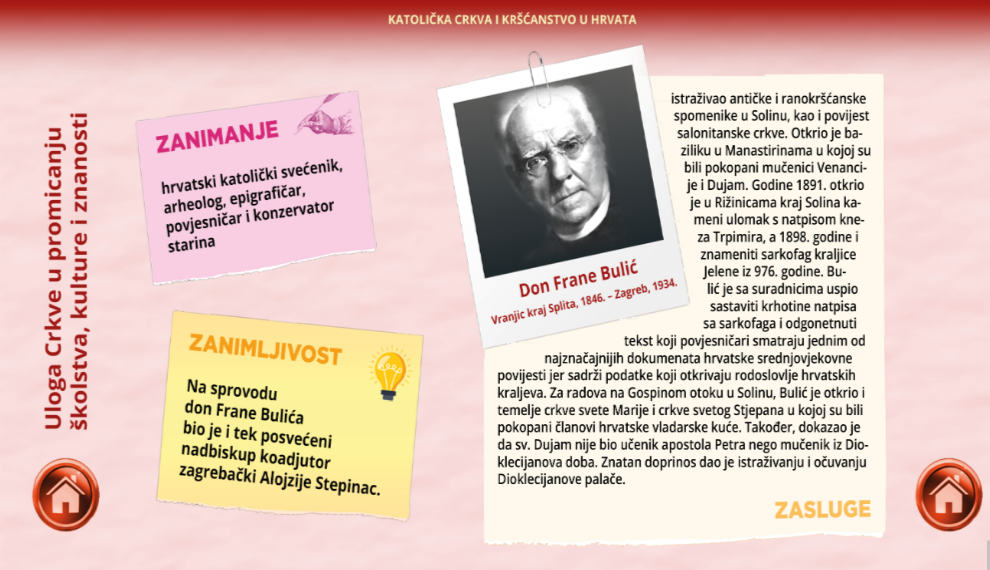 KATOLIČKA CRKVA I KRŠĆANSTVO U HRVATA
Uloga Crkve u promicanju
školstva, kulture i znanosti
ZANIMANJE
hrvatski katolički svećenik,
arheolog, epigrafičar,
povjesničar i konzervator
starina
ZANIMLJIVOST
Na sprovodu
don Frane Bulića
bio je i tek posvećeni
nadbiskup koadjutor
zagrebački Alojzije Stepinac.
Don Frane Bulić
Vranjic kraj Splita, 1846. – Zagreb, 1934.
istraživao antičke i ranokršćanske
spomenike u Solinu, kao i povijest
salonitanske crkve. Otkrio je ba-
ziliku u Manastirinama u kojoj su
bili pokopani mučenici Venanci-
je i Dujam. Godine 1891. otkrio
je u Rižinicama kraj Solina ka-
meni ulomak s natpisom kne-
za Trpimira, a 1898. godine i
znameniti sarkofag kraljice
Jelene iz 976. godine. Bu-
lić je sa suradnicima uspio
sastaviti krhotine natpisa
sa sarkofaga i odgonetnuti
tekst koji povjesničari smatraju jednim od
najznačajnijih dokumenata hrvatske srednjovjekovne
povijesti jer sadrži podatke koji otkrivaju rodoslovlje hrvatskih
kraljeva. Za radova na Gospinom otoku u Solinu, Bulić je otkrio i
temelje crkve svete Marije i crkve svetog Stjepana u kojoj su bili
pokopani članovi hrvatske vladarske kuće. Također, dokazao je
da sv. Dujam nije bio učenik apostola Petra nego mučenik iz Dio-
klecijanova doba. Znatan doprinos dao je istraživanju i očuvanju
Dioklecijanove palače.
ZASLUGE